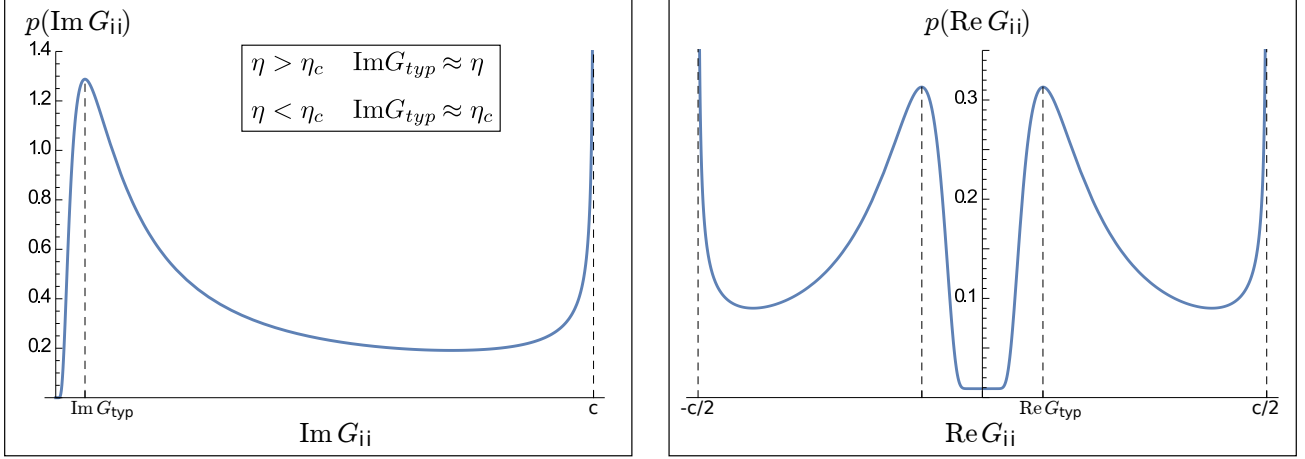 p(Im G_ii)
1.4
1.2
1.0
0.8
0.6
0.4
0.2
η > η_c ImG_typ ≈ η
η < η_c ImG_typ ≈ η_c
Im G_typ
c
Im G_ii
p(Re G_ii)
0.3
0.2
0.1
-c/2
Re G_typ
c/2
Re G_ii